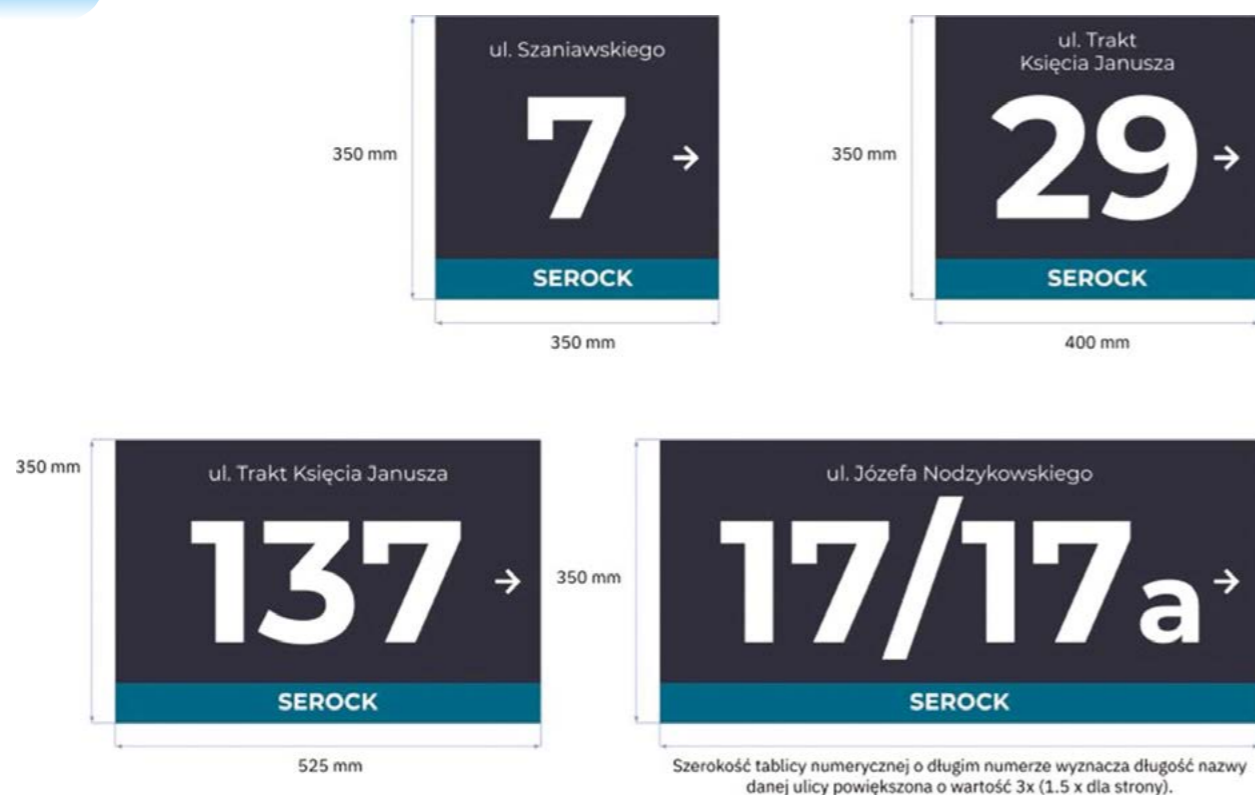 ul. Szaniawskiego
7 →
350 mm
SEROCK
350 mm
ul. Trakt
Księcia Janusza
29 →
350 mm
SEROCK
400 mm
350 mm
ul. Trakt Księcia Janusza
137 →
SEROCK
525 mm
ul. Józefa Nodzykowskiego
350 mm
17/17a →
SEROCK
Szerokość tablicy numerycznej o długim numerze wyznacza długość nazwy
danej ulicy powiększona o wartość 3x (1.5 x dla strony).